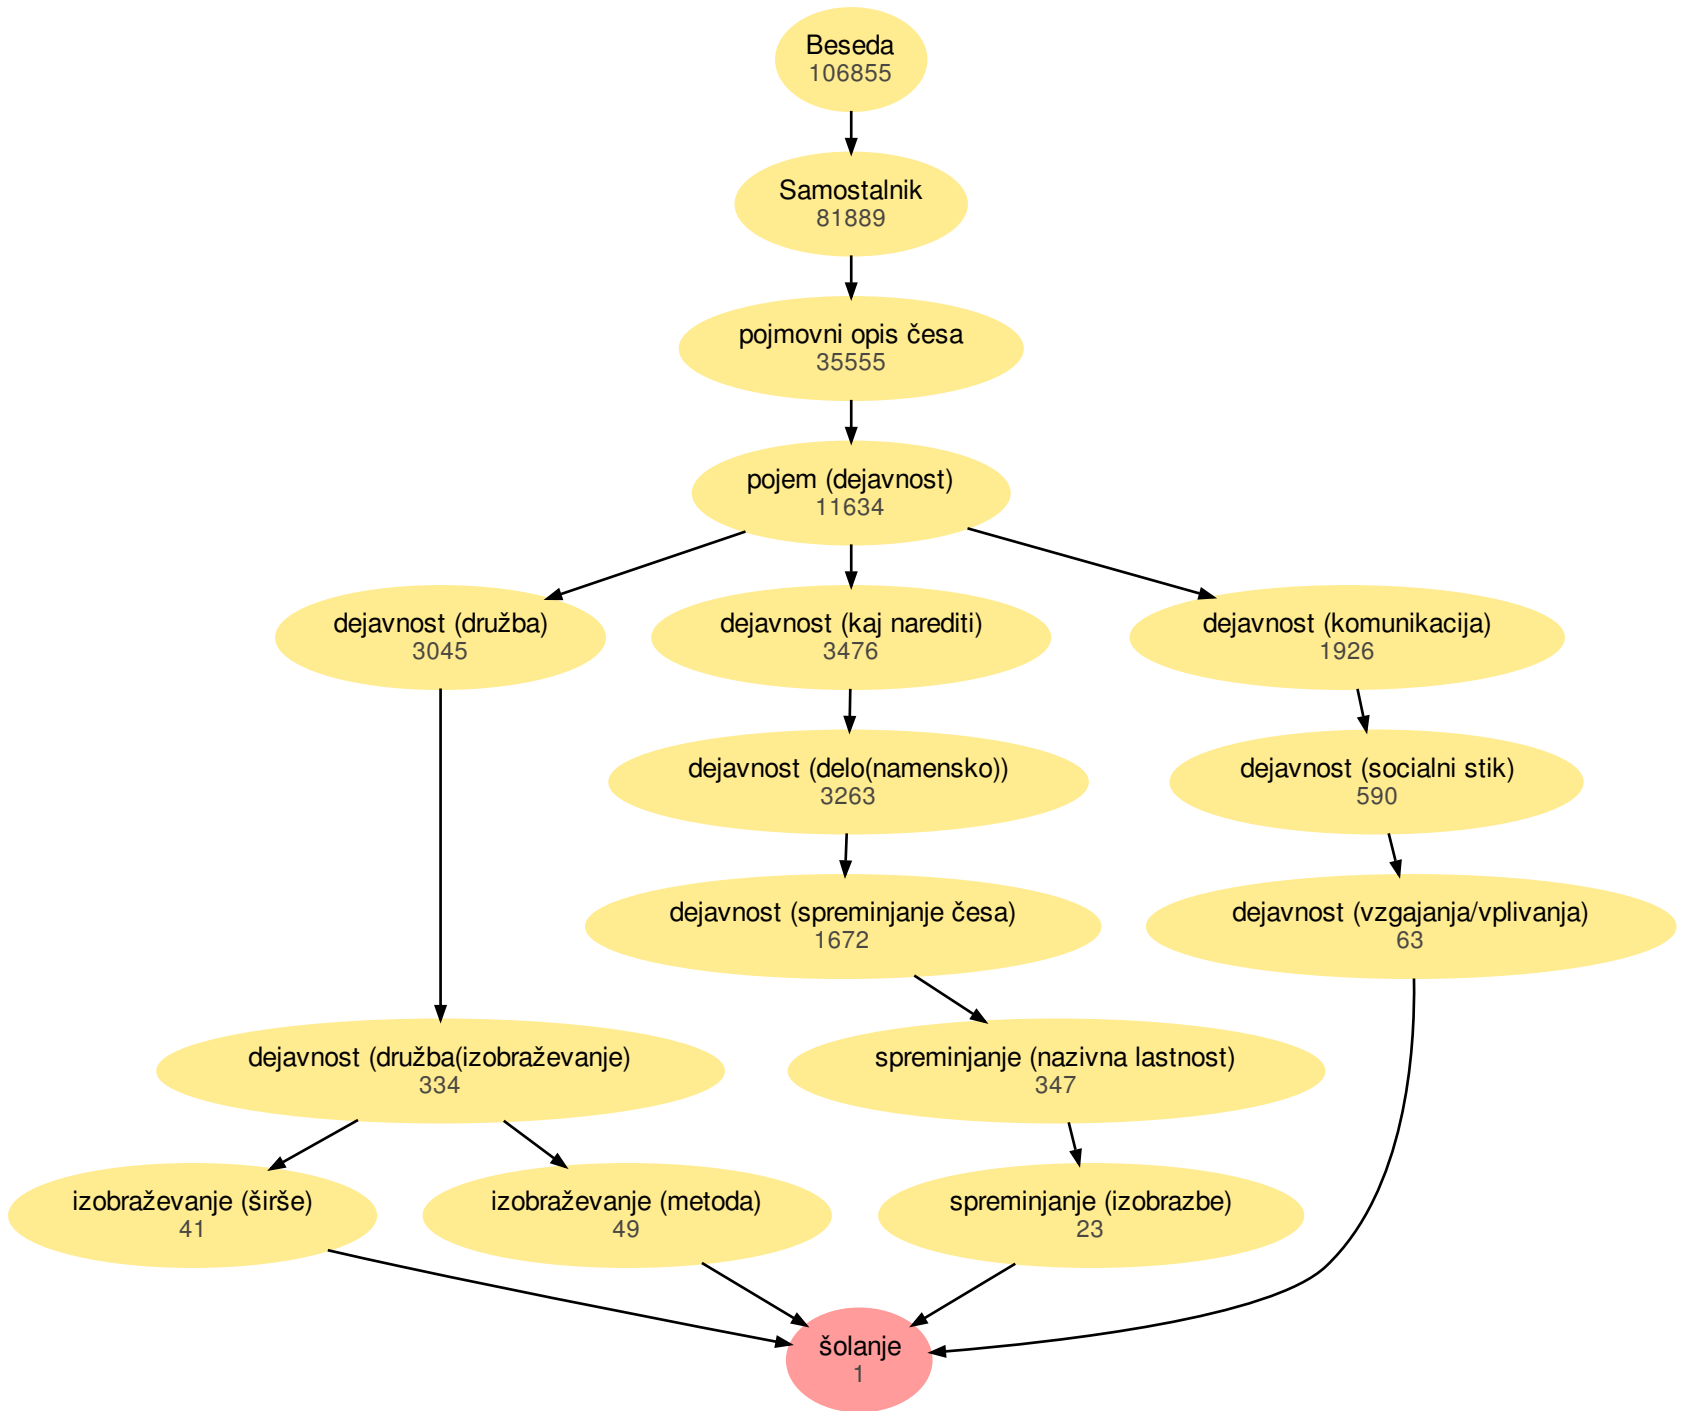 Beseda
106855
Samostalnik
81889
pojmovni opis česa
35555
pojem (dejavnost)
11634
dejavnost (družba)
3045
dejavnost (kaj narediti)
3476
dejavnost (komunikacija)
1926
dejavnost (delo(namensko))
3263
dejavnost (socialni stik)
590
dejavnost (spreminjanje česa)
1672
dejavnost (vzgajanja/vplivanja)
63
dejavnost (družba(izobraževanje)
334
spreminjanje (nazivna lastnost)
347
izobraževanje (širše)
41
izobraževanje (metoda)
49
spreminjanje (izobrazbe)
23
šolanje
1